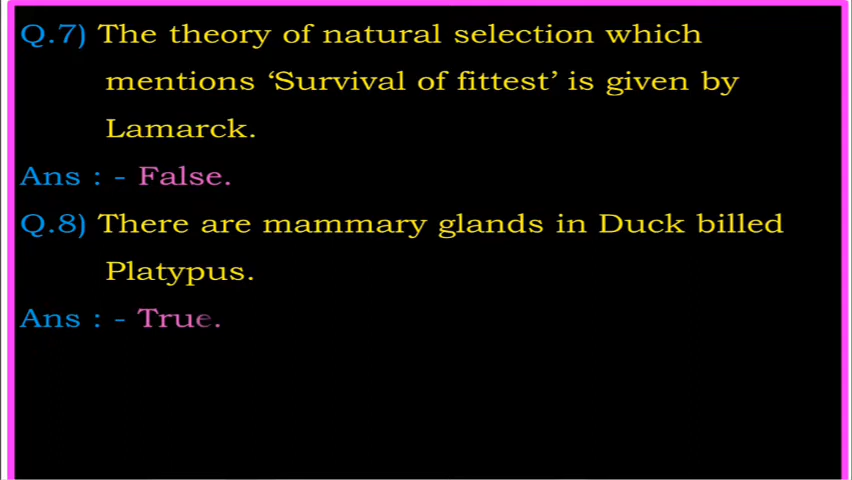 Q.7) The theory of natural selection which
mentions ‘Survival of fittest’ is given by
Lamarck.
Ans : - False.
Q.8) There are mammary glands in Duck billed
Platypus.
Ans : - True.